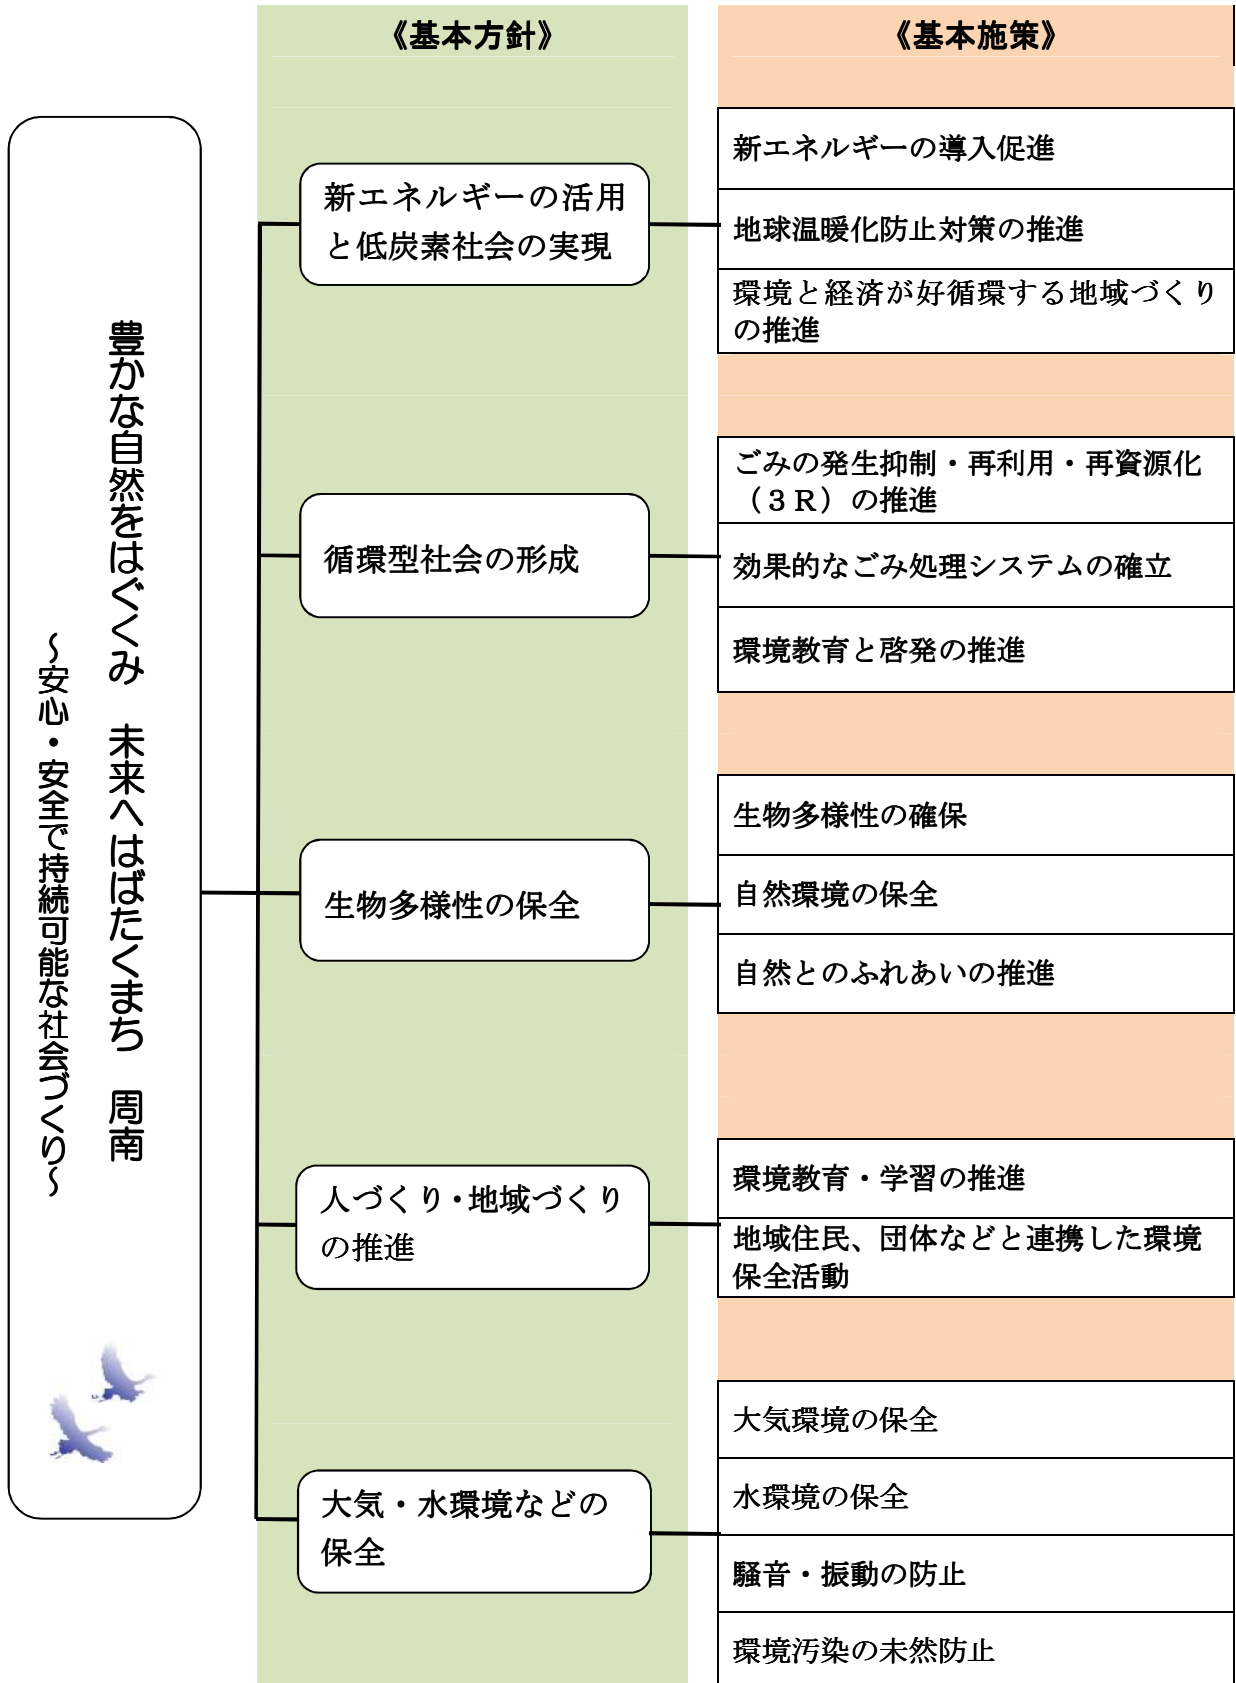 《基本方針》
《基本施策》
豊かな自然をはぐくみ　未来へはばたくまち　周南
～安心・安全で持続可能な社会づくり～
新エネルギーの活用
と低炭素社会の実現
新エネルギーの導入促進
地球温暖化防止対策の推進
環境と経済が好循環する地域づくり
の推進
循環型社会の形成
ごみの発生抑制・再利用・再資源化
（３Ｒ）の推進
効果的なごみ処理システムの確立
環境教育と啓発の推進
生物多様性の保全
生物多様性の確保
自然環境の保全
自然とのふれあいの推進
人づくり・地域づくり
の推進
環境教育・学習の推進
地域住民、団体などと連携した環境
保全活動
大気・水環境などの
保全
大気環境の保全
水環境の保全
騒音・振動の防止
環境汚染の未然防止